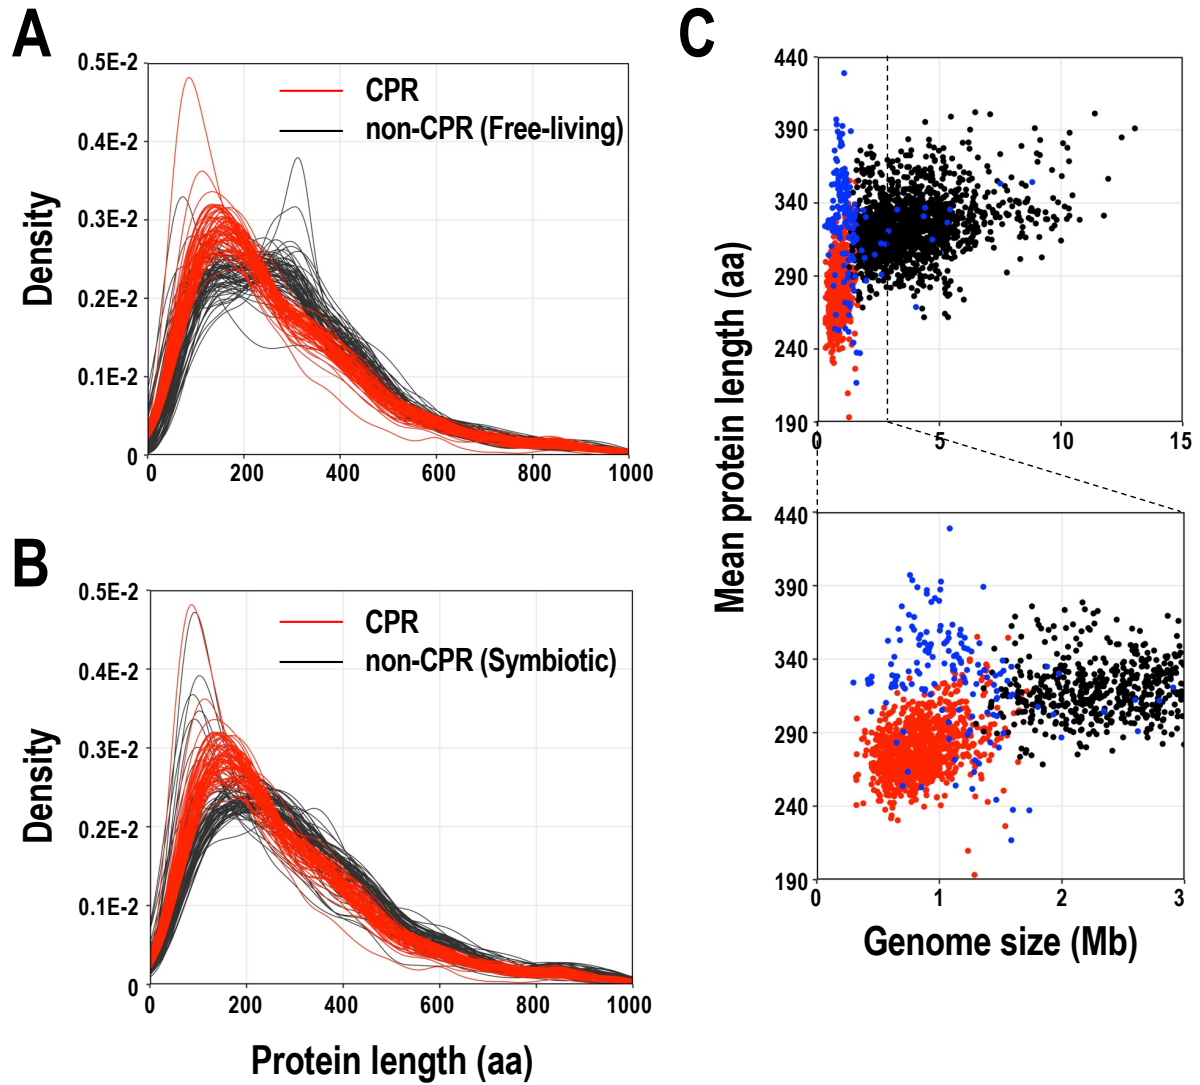 A
0.5E-2
0.4E-2
0.3E-2
0.2E-2
0.1E-2
0
Density
CPR
non-CPR (Free-living)
0 200 400 600 800 1000
B
0.5E-2
0.4E-2
0.3E-2
0.2E-2
0.1E-2
0
Density
CPR
non-CPR (Symbiotic)
0 200 400 600 800 1000
Protein length (aa)
C
440
390
340
290
240
190
0 5 10 15
Mean protein length (aa)
440
390
340
290
240
190
0 1 2 3
Genome size (Mb)